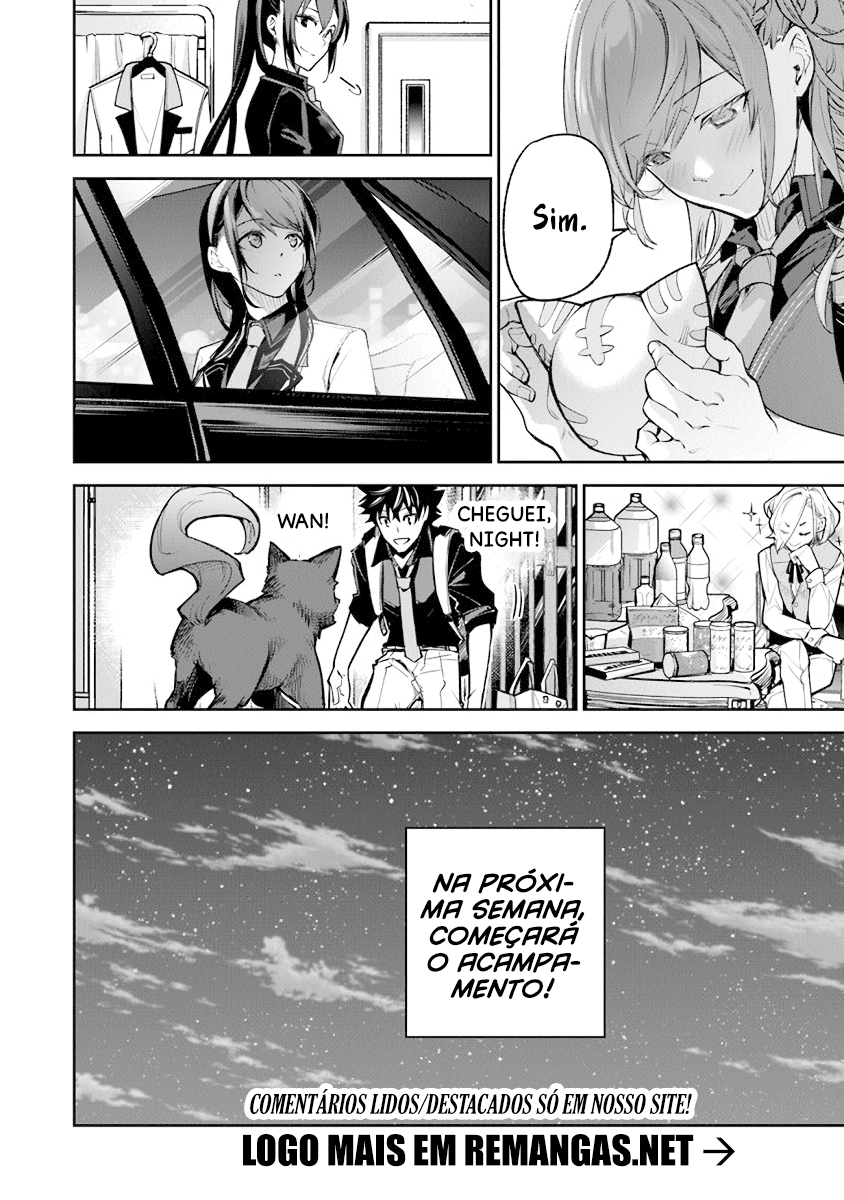 Sim.
CHEGUEI,
NIGHT!
WAN!
NA PRÓXI-
MA SEMANA,
COMEÇARÁ
O ACAMPA-
MENTO!
COMENTÁRIOS LIDOS/DESTACADOS SÓ EM NOSSO SITE!
LOGO MAIS EM REMANGAS.NET →